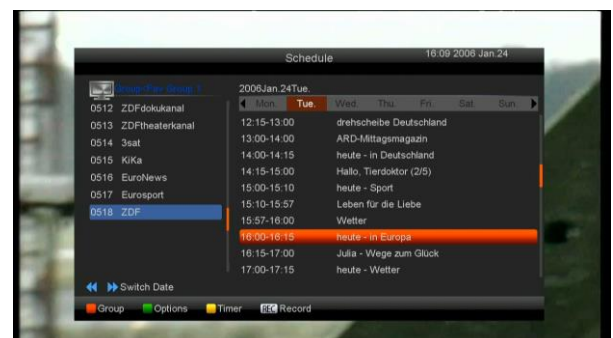 Schedule
16:09 2006 Jan.24
2006Jan.24Tue.
Mon. Tue. Wed. Thu. Fri. Sat. Sun.
0512 ZDFdokukanal
0513 ZDFtheaterkanal
0514 3sat
0515 KiKa
0516 EuroNews
0517 Eurosport
0518 ZDF
12:15-13:00 drehscheibe Deutschland
13:00-14:00 ARD-Mittagsmagazin
14:00-14:15 heute - in Deutschland
14:15-15:00 Hallo, Tierdoktor (2/5)
15:00-15:10 heute - Sport
15:10-15:57 Leben für die Liebe
15:57-16:00 Wetter
16:00-16:15 heute - in Europa
16:15-17:00 Julia - Wege zum Glück
17:00-17:15 heute - Wetter
Switch Date
Group Options Timer REC Record